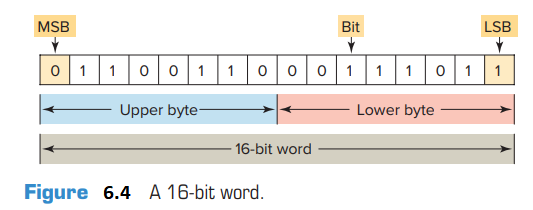 MSB Bit LSB
0 1 1 0 0 1 1 0 0 0 1 1 1 0 1 1
Upper byte Lower byte
16-bit word
Figure 6.4 A 16-bit word.